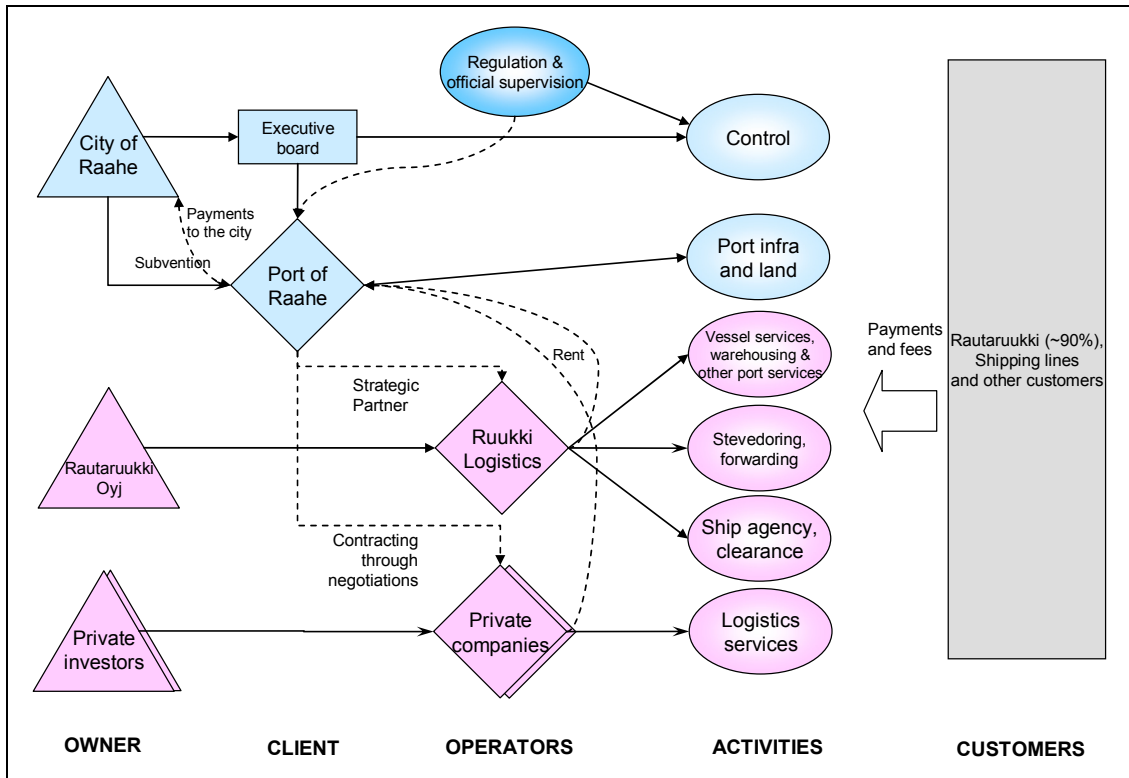 Regulation &
official supervision
City of
Raahe
Executive
board
Control
Payments
to the city
Subvention
Port of
Raahe
Port infra
and land
Rent
Vessel services,
warehousing &
other port services
Payments
and fees
Rautaruukki (~90%),
Shipping lines
and other customers
Strategic
Partner
Rautaruukki
Oyj
Ruukki
Logistics
Stevedoring,
forwarding
Ship agency,
clearance
Contracting
through
negotiations
Private
investors
Private
companies
Logistics
services
OWNER
CLIENT
OPERATORS
ACTIVITIES
CUSTOMERS